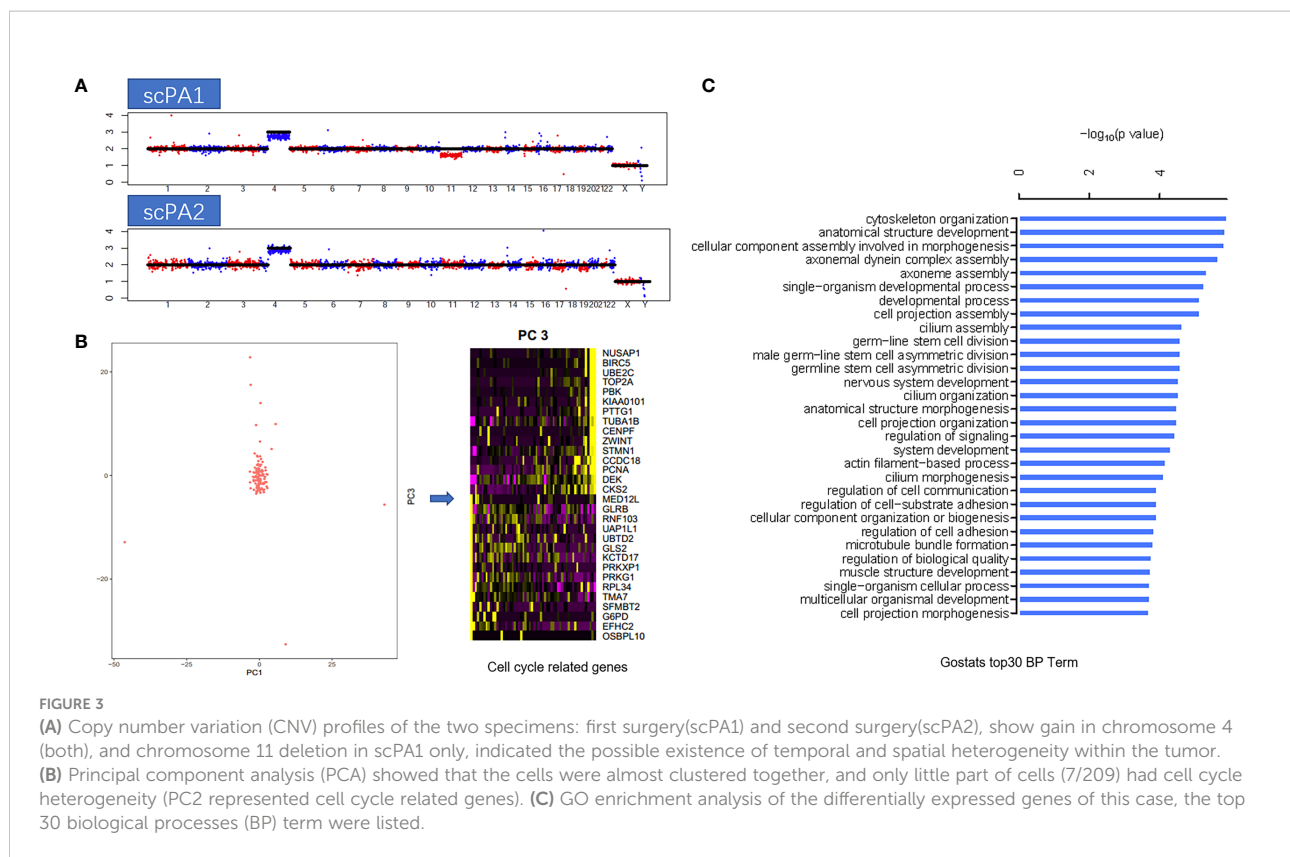 A
scPA1
4
3
2
1
0
1 2 3 4 5 6 7 8 9 10 11 12 13 14 15 16 17 18 19 202122 X Y
scPA2
4
3
2
1
0
1 2 3 4 5 6 7 8 9 10 11 12 13 14 15 16 17 18 19 202122 X Y
B
20
0
-20
-50 -25 0 25
PC1
PC3
PC 3
NUSAP1
BIRC5
UBE2C
TOP2A
PBK
KIAA0101
PTTG1
TUBA1B
CENPF
ZWINT
STMN1
CCDC18
PCNA
DEK
CKS2
MED12L
GLRB
RNF103
UAP1L1
UBTD2
GLS2
KCTD17
PRKXP1
PRKG1
RPL34
TMA7
SFMBT2
G6PD
EFHC2
OSBPL10
Cell cycle related genes
C
−log10(p value)
0 2 4
cytoskeleton organization
anatomical structure development
cellular component assembly involved in morphogenesis
axonemal dynein complex assembly
axoneme assembly
single−organism developmental process
developmental process
cell projection assembly
cilium assembly
germ−line stem cell division
male germ−line stem cell asymmetric division
germline stem cell asymmetric division
nervous system development
cilium organization
anatomical structure morphogenesis
cell projection organization
regulation of signaling
system development
actin filament−based process
cilium morphogenesis
regulation of cell communication
regulation of cell−substrate adhesion
cellular component organization or biogenesis
regulation of cell adhesion
microtubule bundle formation
regulation of biological quality
muscle structure development
single−organism cellular process
multicellular organismal development
cell projection morphogenesis
Gostats top30 BP Term
FIGURE 3
(A) Copy number variation (CNV) profiles of the two specimens: first surgery(scPA1) and second surgery(scPA2), show gain in chromosome 4
(both), and chromosome 11 deletion in scPA1 only, indicated the possible existence of temporal and spatial heterogeneity within the tumor.
(B) Principal component analysis (PCA) showed that the cells were almost clustered together, and only little part of cells (7/209) had cell cycle
heterogeneity (PC2 represented cell cycle related genes). (C) GO enrichment analysis of the differentially expressed genes of this case, the top
30 biological processes (BP) term were listed.